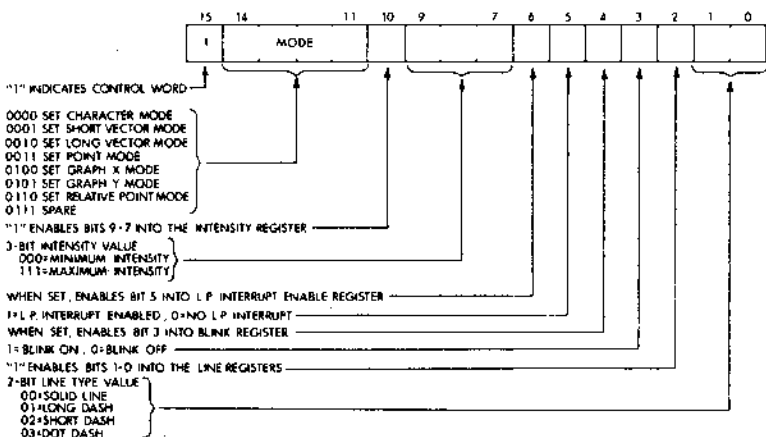 15 14 11 10 9 7 6 5 4 3 2 1 0
1 MODE
"1" INDICATES CONTROL WORD
0000 SET CHARACTER MODE
0001 SET SHORT VECTOR MODE
0010 SET LONG VECTOR MODE
0011 SET POINT MODE
0100 SET GRAPH X MODE
0101 SET GRAPH Y MODE
0110 SET RELATIVE POINT MODE
0111 SPARE
"1" ENABLES BITS 9-7 INTO THE INTENSITY REGISTER
3-BIT INTENSITY VALUE
000=MINIMUM INTENSITY
111=MAXIMUM INTENSITY
WHEN SET, ENABLES BIT 5 INTO L P INTERRUPT ENABLE REGISTER
1=L P. INTERRUPT ENABLED, 0=NO L P INTERRUPT
WHEN SET, ENABLES BIT 3 INTO BLINK REGISTER
1=BLINK ON, 0=BLINK OFF
"1" ENABLES BITS 1-0 INTO THE LINE REGISTERS
2-BIT LINE TYPE VALUE
00=SOLID LINE
01=LONG DASH
02=SHORT DASH
03=DOT DASH